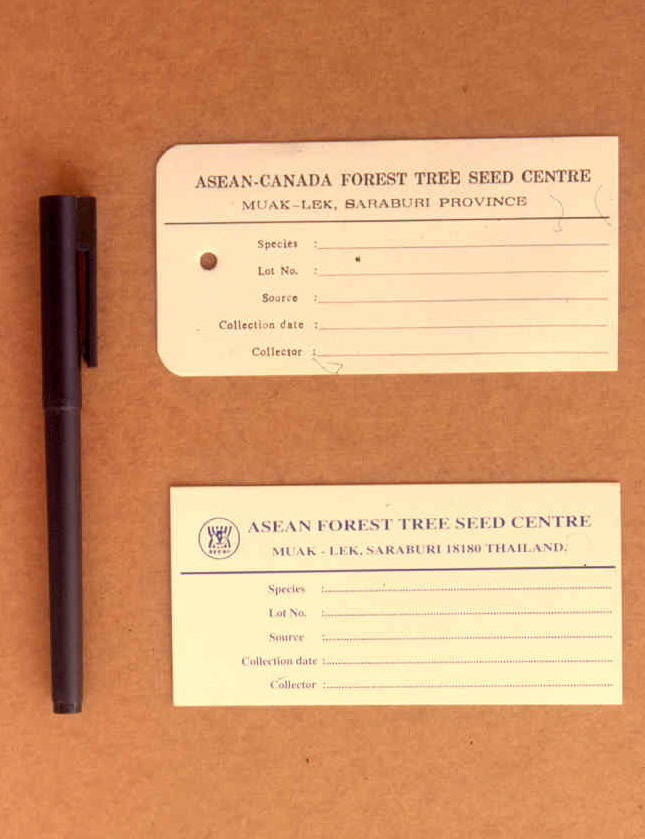 ASEAN-CANADA FOREST TREE SEED CENTRE
MUAK-LEK, SARABURI PROVINCE
Species :
Lot No. :
Source :
Collection date :
Collector :
ASEAN FOREST TREE SEED CENTRE
MUAK - LEK, SARABURI 18180 THAILAND.
Species :
Lot No. :
Source :
Collection date :
Collector :